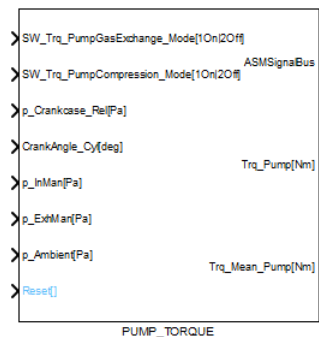 SW_Trq_PumpGasExchange_Mode[1On|2Off]
ASMSignalBus
SW_Trq_PumpCompression_Mode[1On|2Off]
p_Crankcase_Rel[Pa]
CrankAngle_Cyl[deg]
Trq_Pump[Nm]
p_InMan[Pa]
p_ExhMan[Pa]
p_Ambient[Pa]
Trq_Mean_Pump[Nm]
Reset[]
PUMP_TORQUE